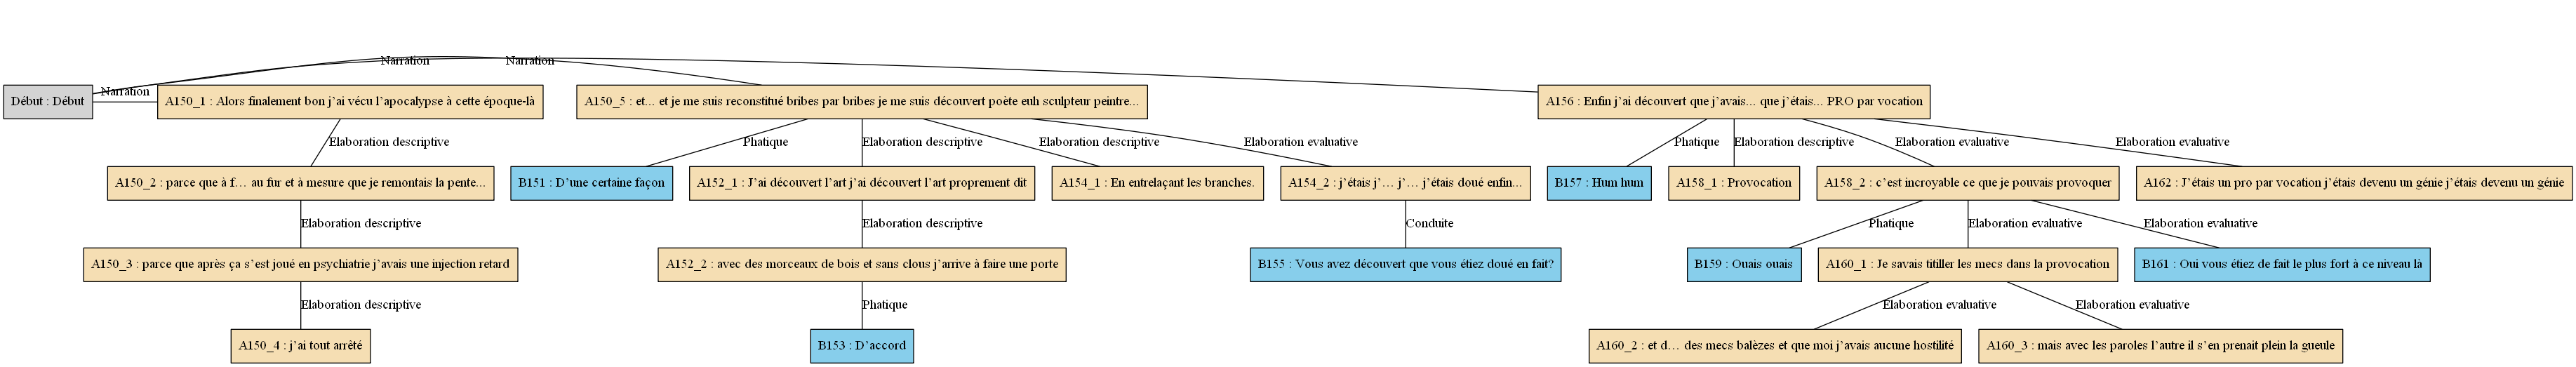 Narration
Narration
Narration
Début : Début
A150_1 : Alors finalement bon j’ai vécu l’apocalypse à cette époque-là
A150_5 : et... et je me suis reconstitué bribes par bribes je me suis découvert poète euh sculpteur peintre...
A156 : Enfin j’ai découvert que j’avais... que j’étais... PRO par vocation
Elaboration descriptive
Phatique
Elaboration descriptive
Elaboration descriptive
Elaboration evaluative
Phatique
Elaboration descriptive
Elaboration evaluative
Elaboration evaluative
A150_2 : parce que à f… au fur et à mesure que je remontais la pente...
B151 : D’une certaine façon
A152_1 : J’ai découvert l’art j’ai découvert l’art proprement dit
A154_1 : En entrelaçant les branches.
A154_2 : j’étais j’… j’… j’étais doué enfin...
B157 : Hum hum
A158_1 : Provocation
A158_2 : c’est incroyable ce que je pouvais provoquer
A162 : J’étais un pro par vocation j’étais devenu un génie j’étais devenu un génie
Elaboration descriptive
Elaboration descriptive
Conduite
Phatique
Elaboration evaluative
Elaboration evaluative
A150_3 : parce que après ça s’est joué en psychiatrie j’avais une injection retard
A152_2 : avec des morceaux de bois et sans clous j’arrive à faire une porte
B155 : Vous avez découvert que vous étiez doué en fait?
B159 : Ouais ouais
A160_1 : Je savais titiller les mecs dans la provocation
B161 : Oui vous étiez de fait le plus fort à ce niveau là
Elaboration descriptive
Phatique
Elaboration evaluative
Elaboration evaluative
A150_4 : j’ai tout arrêté
B153 : D’accord
A160_2 : et d… des mecs balèzes et que moi j’avais aucune hostilité
A160_3 : mais avec les paroles l’autre il s’en prenait plein la gueule